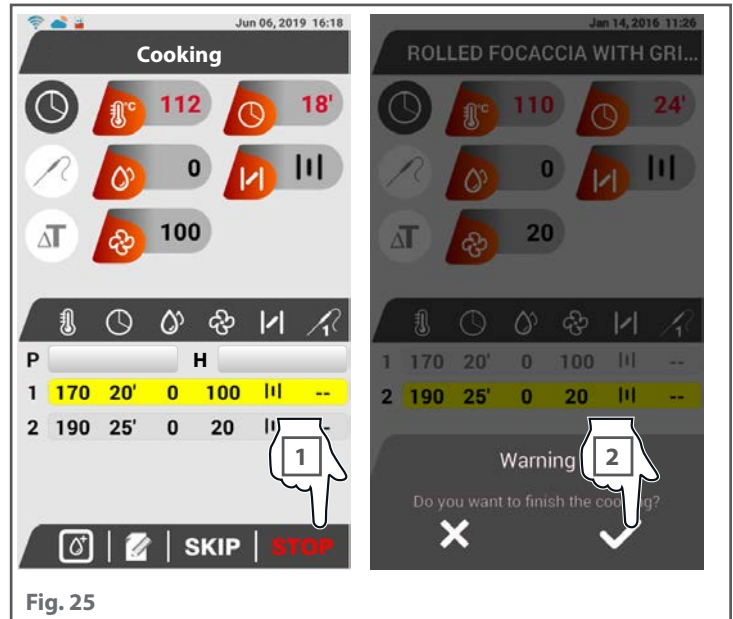 Jun 06, 2019 16:18
Cooking
°C 112 18'
0
ΔT 100
P H
1 170 20' 0 100 --
2 190 25' 0 20 -
1
SKIP STOP
Jan 14, 2016 11:26
ROLLED FOCACCIA WITH GRI...
°C 110 24'
0
ΔT 20
1
1 170 20' 0 100 --
2 190 25' 0 20 --
Warning
2
Do you want to finish the cooking?
Fig. 25